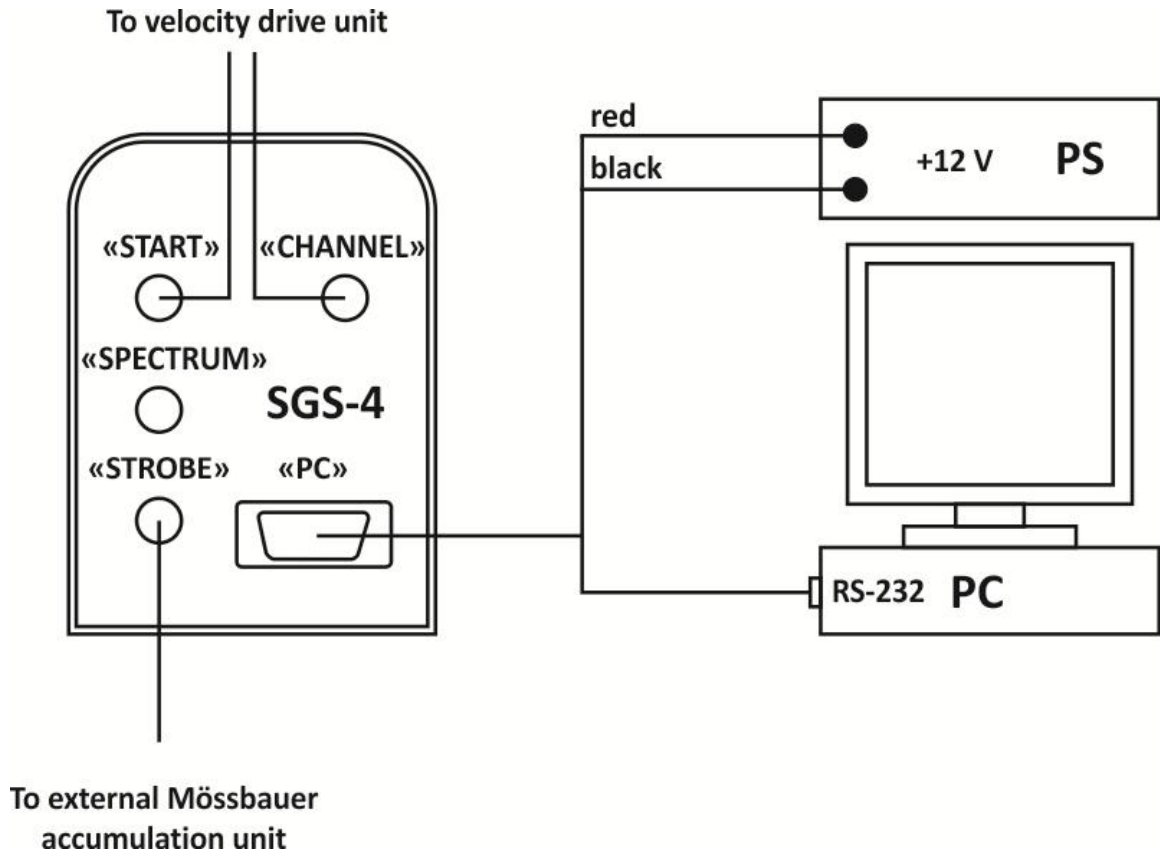 To velocity drive unit
red
black
+12 V PS
«START» «CHANNEL»
«SPECTRUM»
SGS-4
«STROBE» «PC»
RS-232 PC
To external Mössbauer
accumulation unit